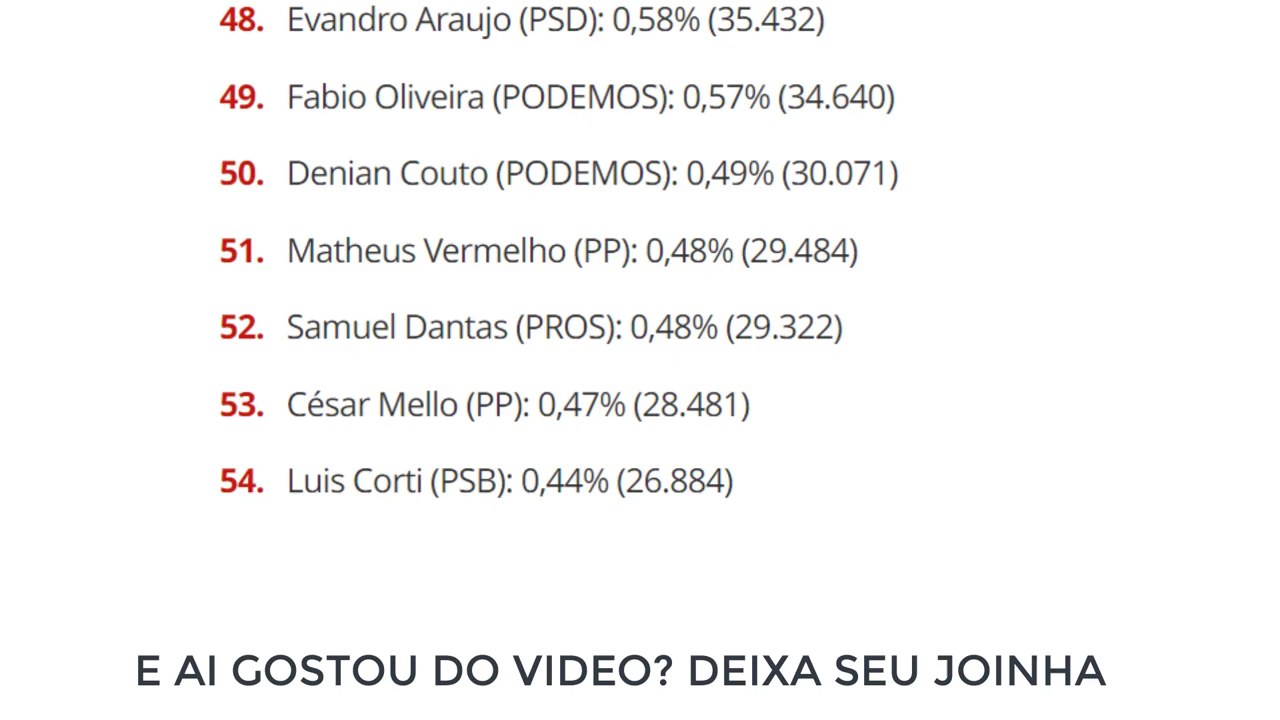 48. Evandro Araujo (PSD): 0,58% (35.432)
49. Fabio Oliveira (PODEMOS): 0,57% (34.640)
50. Denian Couto (PODEMOS): 0,49% (30.071)
51. Matheus Vermelho (PP): 0,48% (29.484)
52. Samuel Dantas (PROS): 0,48% (29.322)
53. César Mello (PP): 0,47% (28.481)
54. Luis Corti (PSB): 0,44% (26.884)
E AI GOSTOU DO VIDEO? DEIXA SEU JOINHA